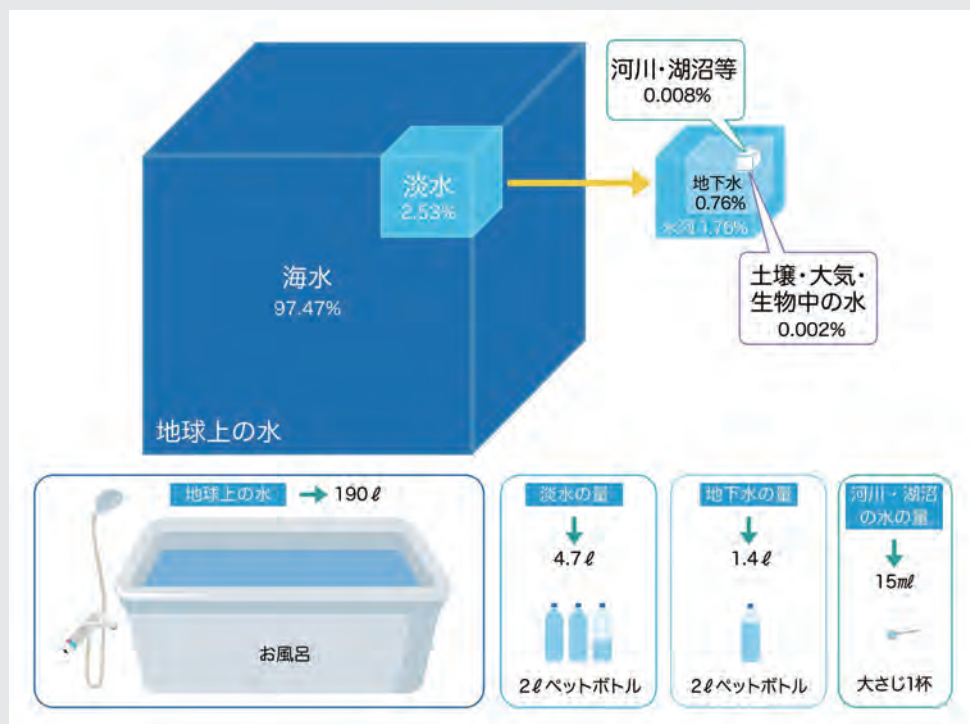 河川・湖沼等
0.008%
淡水
2.53%
地下水
0.76%
氷河 1.76%
海水
97.47%
土壌・大気・
生物中の水
0.002%
地球上の水
地球上の水 → 190ℓ
お風呂
淡水の量
4.7ℓ
2ℓペットボトル
地下水の量
1.4ℓ
2ℓペットボトル
河川・湖沼
の水の量
15mℓ
大さじ1杯